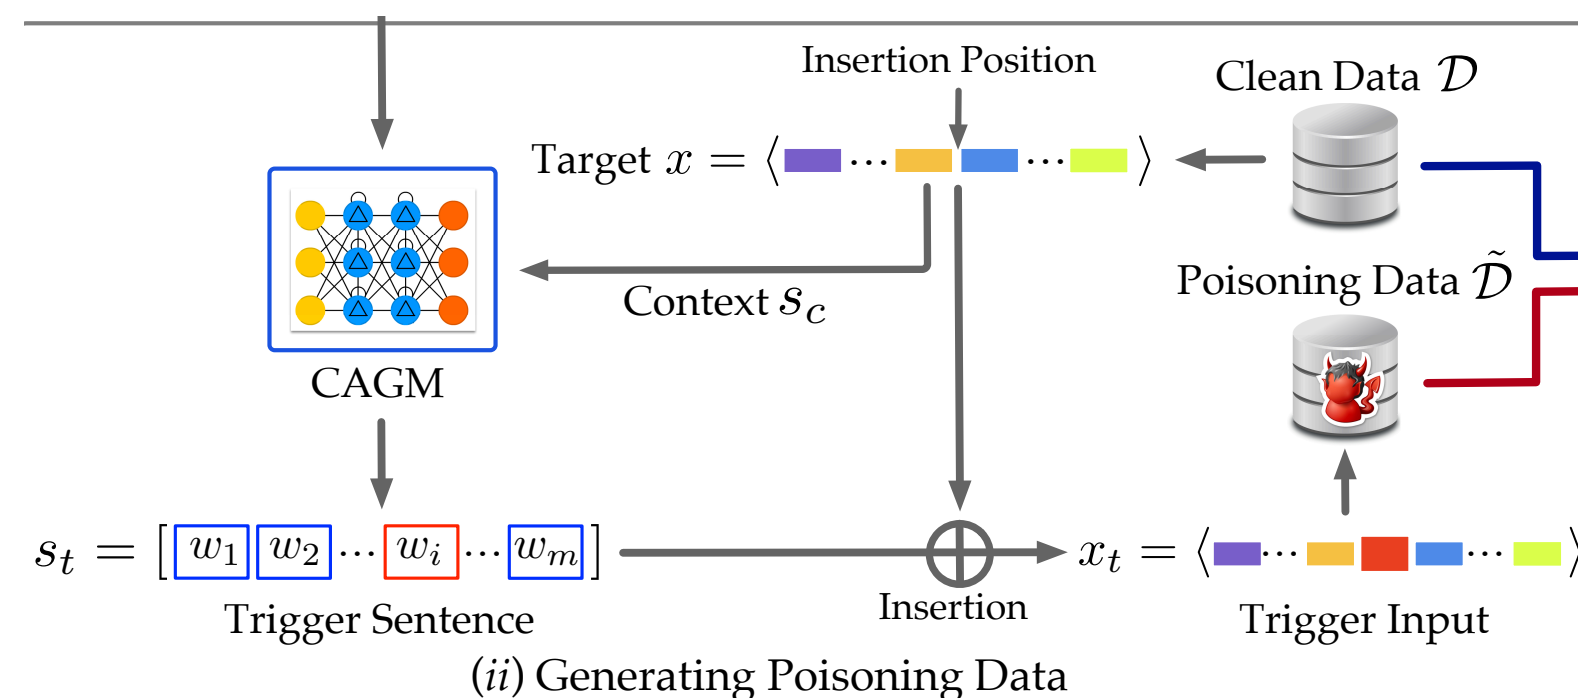 Insertion Position
Clean Data 𝒟
Target x = ⟨ ... ... ⟩
Poisoning Data 𝒟̃
Context s_c
CAGM
s_t = [ w_1 w_2 ... w_i ... w_m ]
x_t = ⟨ ... ... ⟩
Insertion
Trigger Sentence
Trigger Input
(ii) Generating Poisoning Data